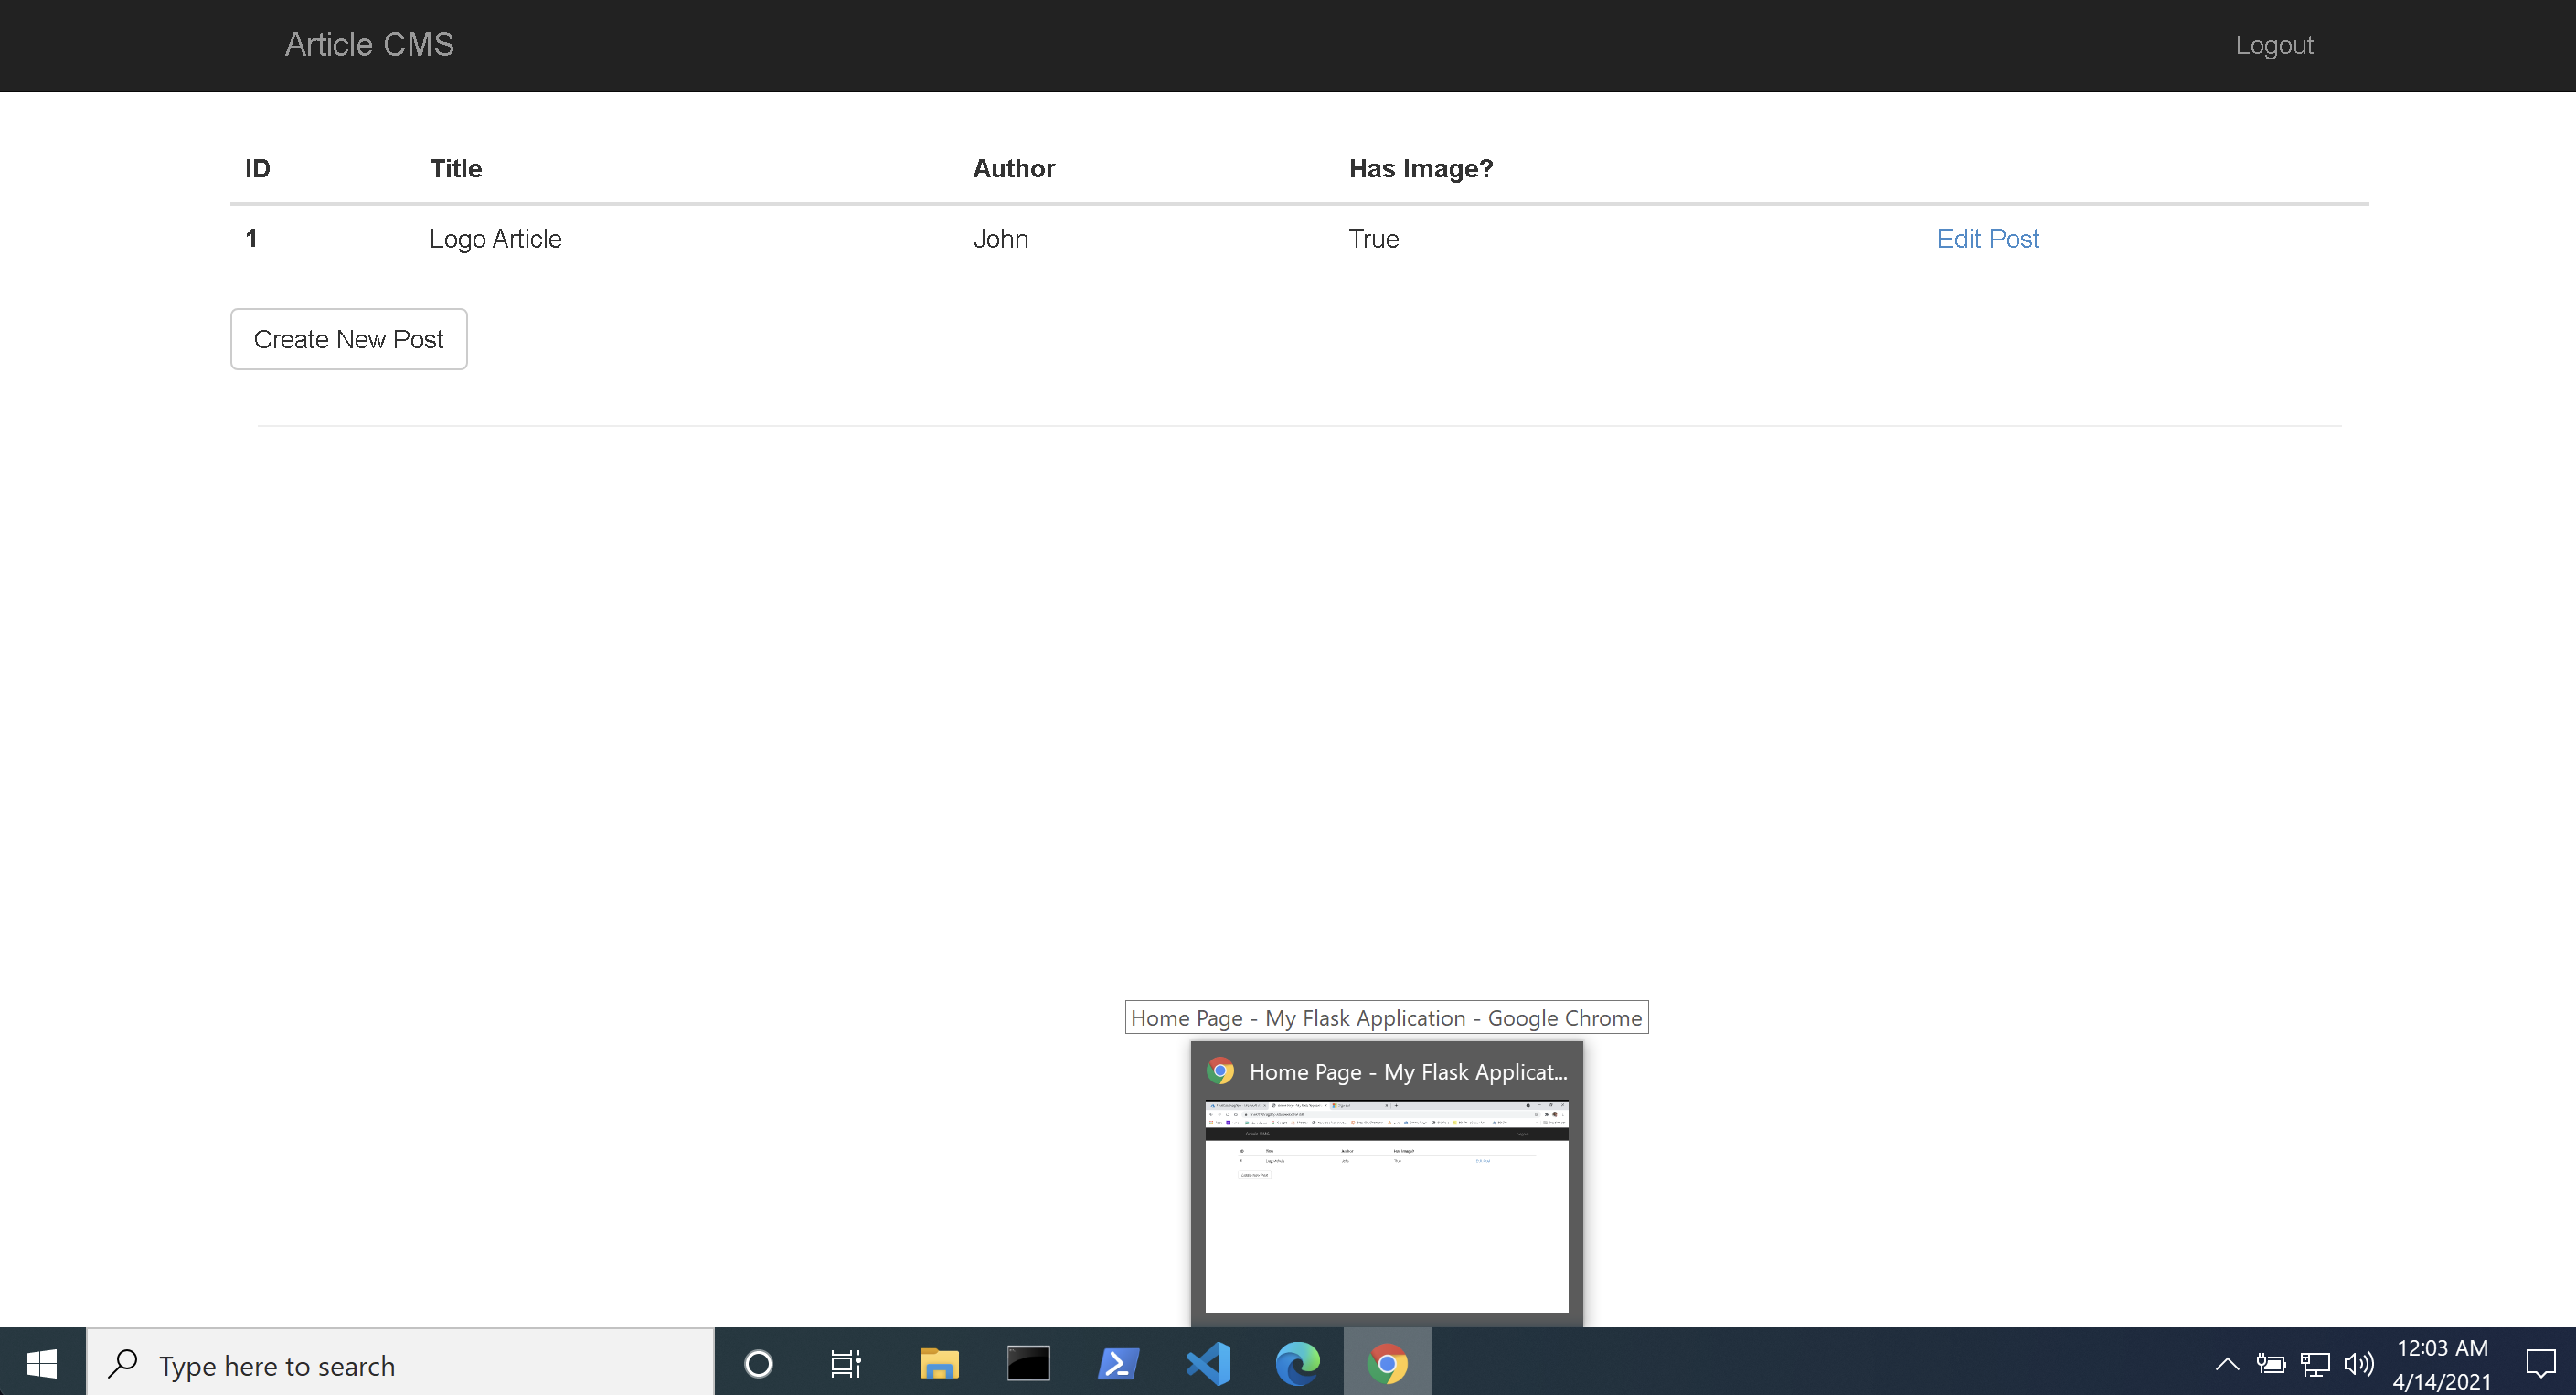 Article CMS Logout
ID Title Author Has Image?
1 Logo Article John True Edit Post
Create New Post
Home Page - My Flask Application - Google Chrome
Home Page - My Flask Applicat...
Article CMS
Type here to search
12:03 AM
4/14/2021